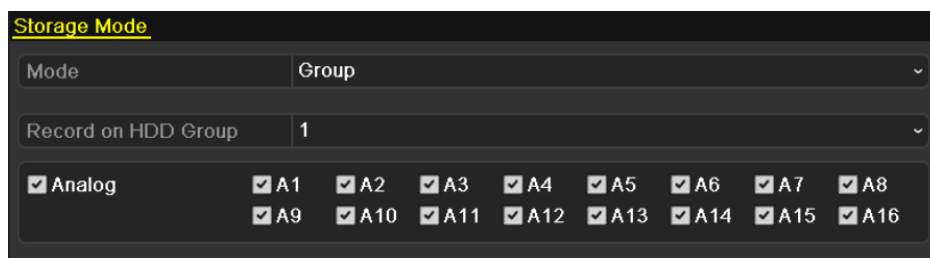 Storage Mode
Mode Group
Record on HDD Group 1
Analog A1 A2 A3 A4 A5 A6 A7 A8
A9 A10 A11 A12 A13 A14 A15 A16